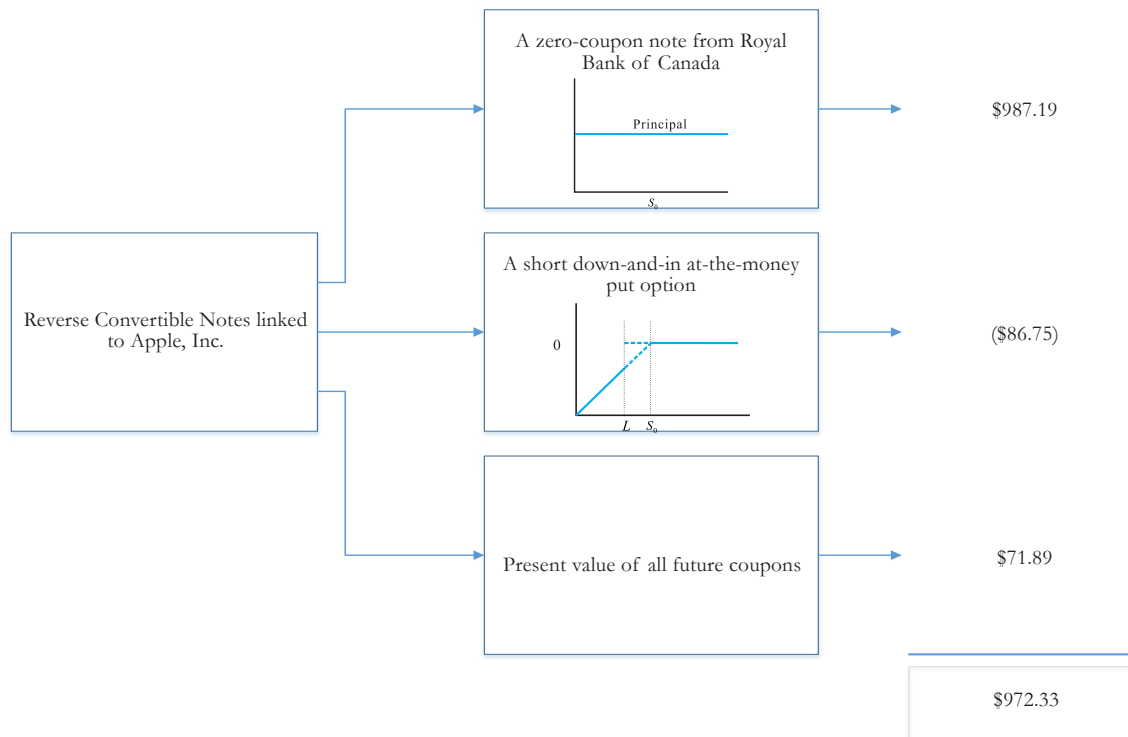 A zero-coupon note from Royal
Bank of Canada
Principal
S₀
$987.19
Reverse Convertible Notes linked
to Apple, Inc.
A short down-and-in at-the-money
put option
0
L S₀
($86.75)
Present value of all future coupons
$71.89
$972.33